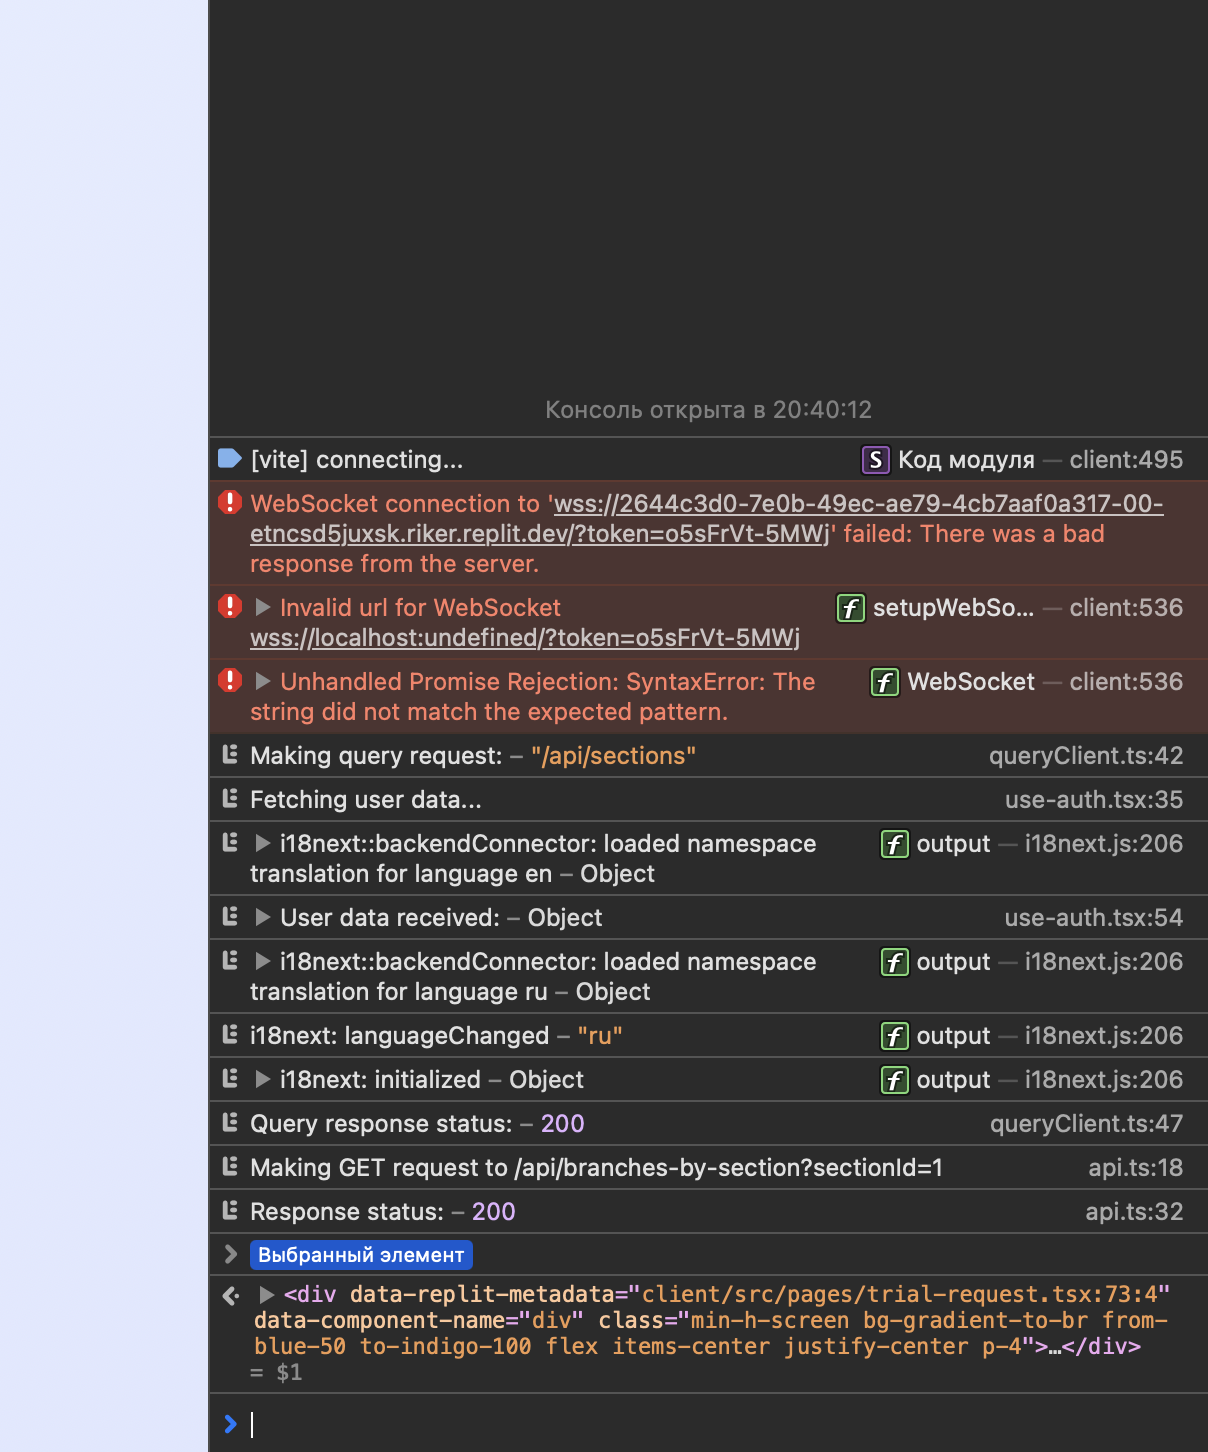 Консоль открыта в 20:40:12
[vite] connecting... S Код модуля — client:495
WebSocket connection to 'wss://2644c3d0-7e0b-49ec-ae79-4cb7aaf0a317-00-
etncsd5juxsk.riker.replit.dev/?token=o5sFrVt-5MWj' failed: There was a bad
response from the server.
Invalid url for WebSocket f setupWebSo... — client:536
wss://localhost:undefined/?token=o5sFrVt-5MWj
Unhandled Promise Rejection: SyntaxError: The f WebSocket — client:536
string did not match the expected pattern.
Making query request: – "/api/sections" queryClient.ts:42
Fetching user data... use-auth.tsx:35
i18next::backendConnector: loaded namespace f output — i18next.js:206
translation for language en – Object
User data received: – Object use-auth.tsx:54
i18next::backendConnector: loaded namespace f output — i18next.js:206
translation for language ru – Object
i18next: languageChanged – "ru" f output — i18next.js:206
i18next: initialized – Object f output — i18next.js:206
Query response status: – 200 queryClient.ts:47
Making GET request to /api/branches-by-section?sectionId=1 api.ts:18
Response status: – 200 api.ts:32
Выбранный элемент
<div data-replit-metadata="client/src/pages/trial-request.tsx:73:4"
data-component-name="div" class="min-h-screen bg-gradient-to-br from-
blue-50 to-indigo-100 flex items-center justify-center p-4">…</div>
= $1